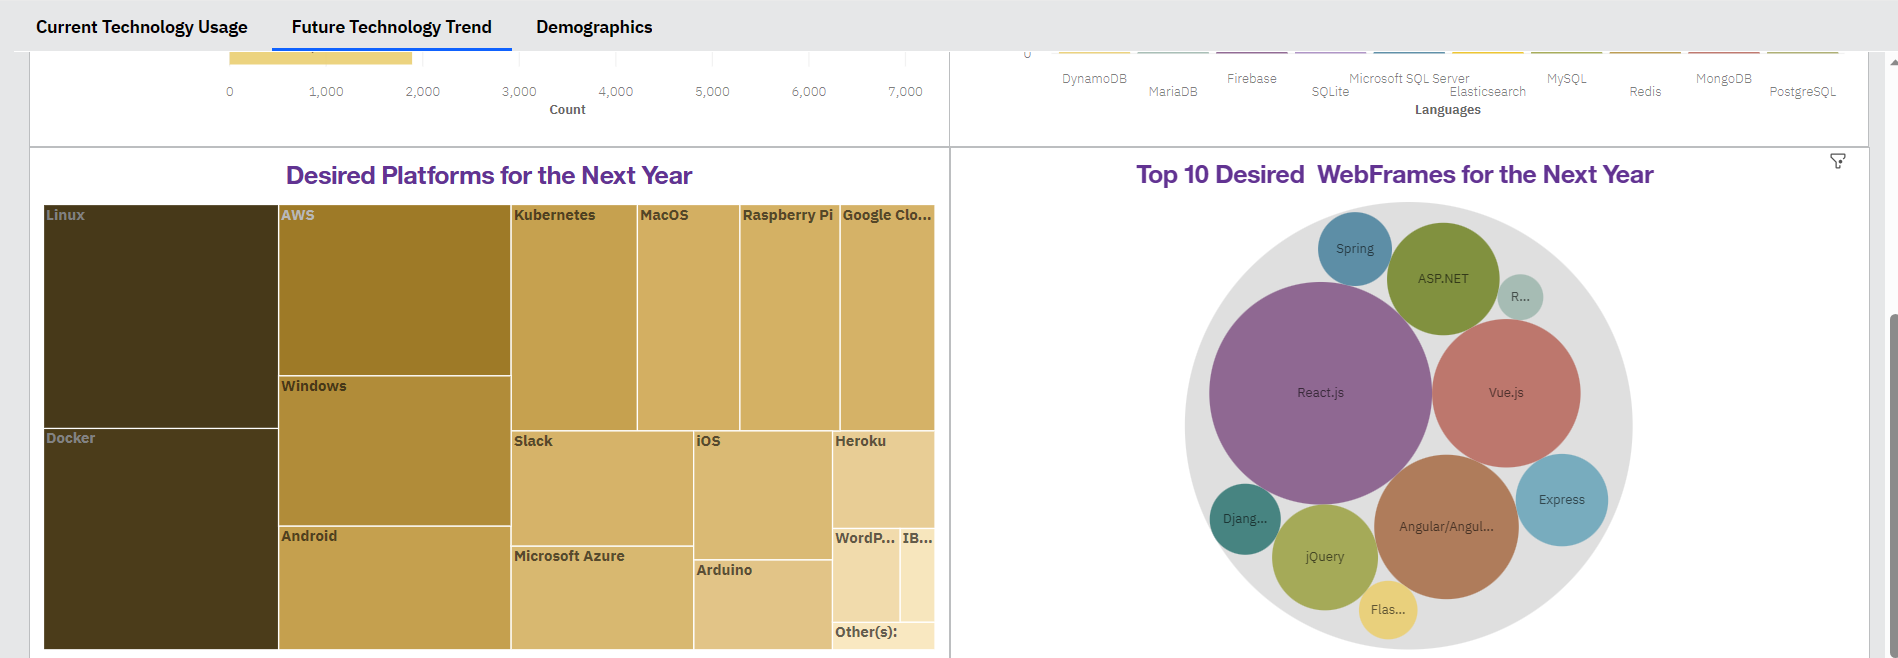 Current Technology Usage Future Technology Trend Demographics
0 1,000 2,000 3,000 4,000 5,000 6,000 7,000
Count
0
DynamoDB Firebase Microsoft SQL Server MySQL MongoDB
MariaDB SQLite Elasticsearch Redis PostgreSQL
Languages
Desired Platforms for the Next Year
Linux AWS Kubernetes MacOS Raspberry Pi Google Clo...
Windows
Docker Slack iOS Heroku
Android WordP... IB...
Microsoft Azure
Arduino
Other(s):
Top 10 Desired WebFrames for the Next Year
Spring
ASP.NET
R...
React.js Vue.js
Express
Djang... Angular/Angul...
jQuery
Flas...